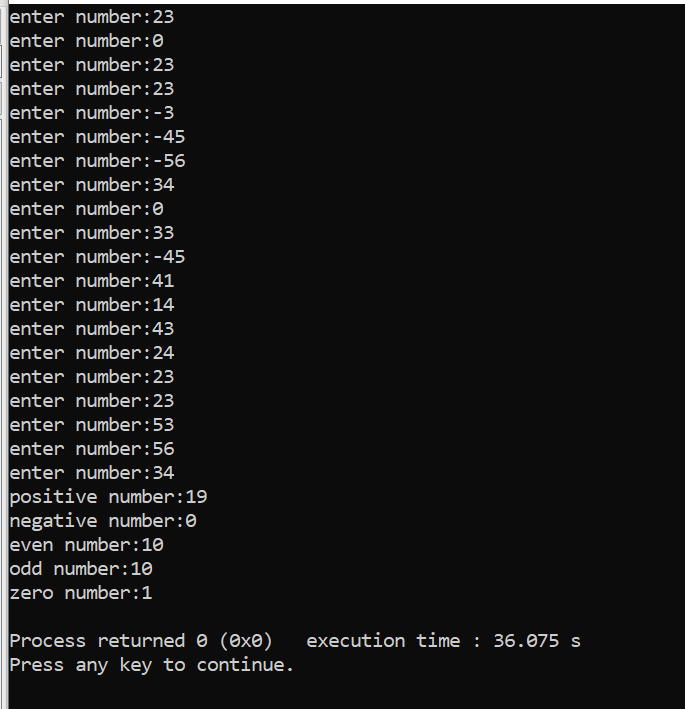 enter number:23
enter number:0
enter number:23
enter number:23
enter number:-3
enter number:-45
enter number:-56
enter number:34
enter number:0
enter number:33
enter number:-45
enter number:41
enter number:14
enter number:43
enter number:24
enter number:23
enter number:23
enter number:53
enter number:56
enter number:34
positive number:19
negative number:0
even number:10
odd number:10
zero number:1
Process returned 0 (0x0)   execution time : 36.075 s
Press any key to continue.